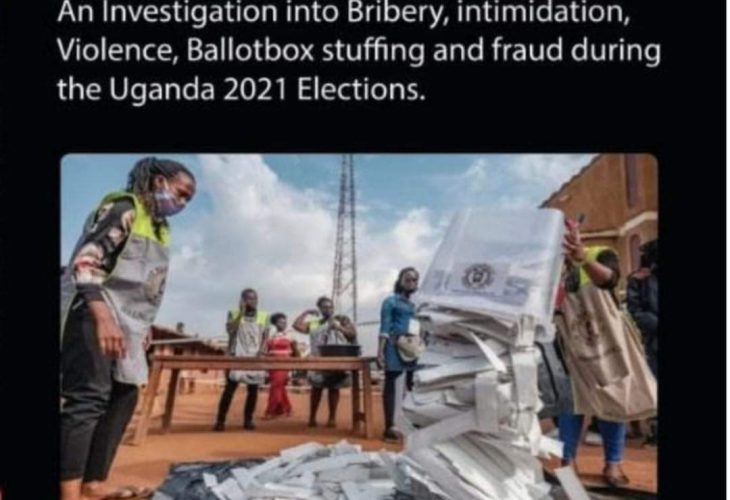 An Investigation into Bribery, intimidation,
Violence, Ballotbox stuffing and fraud during
the Uganda 2021 Elections.